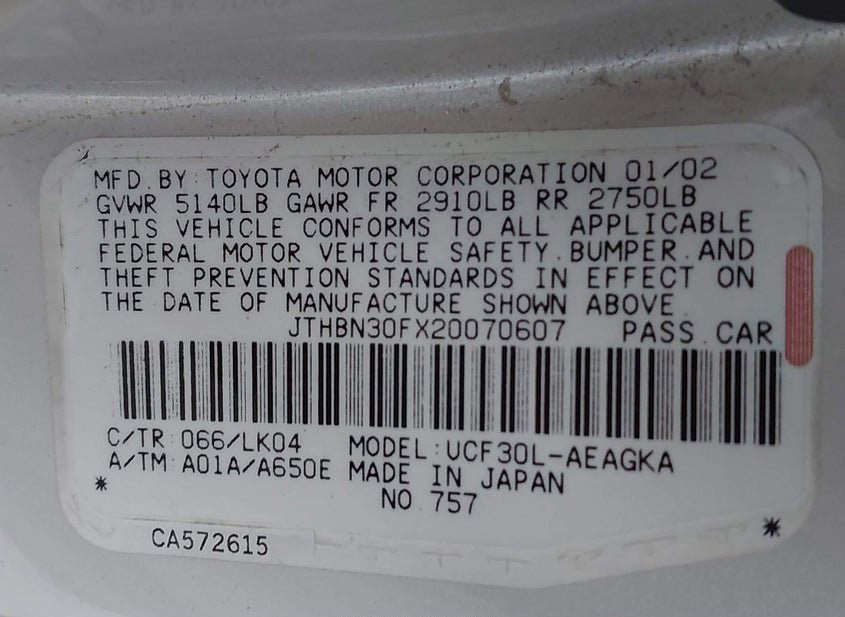 MFD. BY: TOYOTA MOTOR CORPORATION 01/02
GVWR 5140LB GAWR FR 2910LB RR 2750LB
THIS VEHICLE CONFORMS TO ALL APPLICABLE
FEDERAL MOTOR VEHICLE SAFETY. BUMPER. AND
THEFT PREVENTION STANDARDS IN EFFECT ON
THE DATE OF MANUFACTURE SHOWN ABOVE.
JTHBN30FX20070607 PASS. CAR
C/TR: 066/LK04 MODEL: UCF30L-AEAGKA
A/TM: A01A/A650E MADE IN JAPAN
* NO. 757 *
CA572615